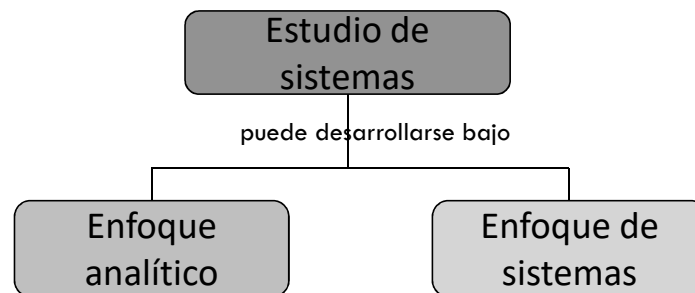 Estudio de
sistemas
puede desarrollarse bajo
Enfoque
analítico
Enfoque de
sistemas